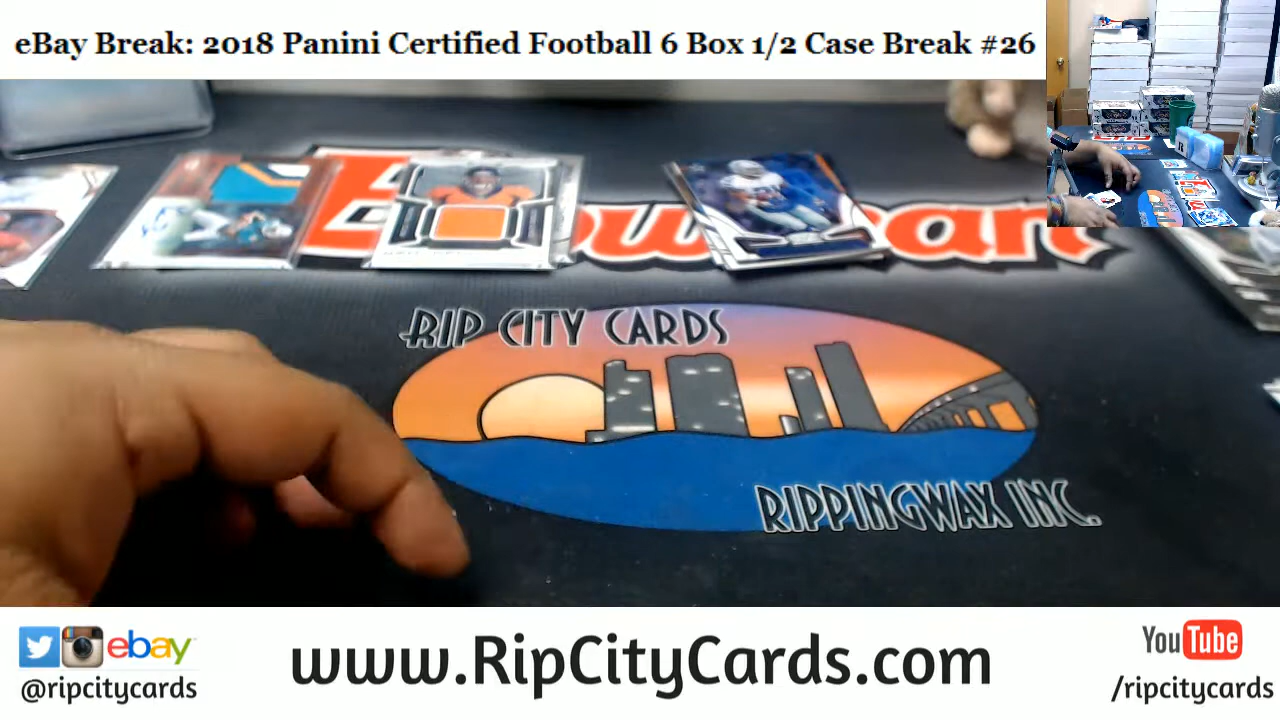 eBay Break: 2018 Panini Certified Football 6 Box 1/2 Case Break #26
Bowman
RIP CITY CARDS
RIPPINGWAX INC.
ebay
@ripcitycards
www.RipCityCards.com
YouTube
/ripcitycards